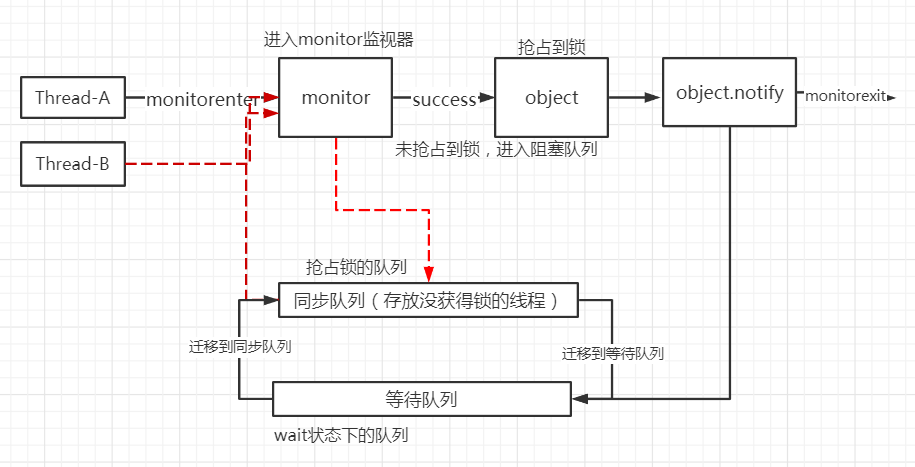 进入monitor监视器
抢占到锁
Thread-A
monitorenter
monitor
success
object
object.notify
monitorexit
Thread-B
未抢占到锁，进入阻塞队列
抢占锁的队列
同步队列（存放没获得锁的线程）
迁移到同步队列
迁移到等待队列
等待队列
wait状态下的队列